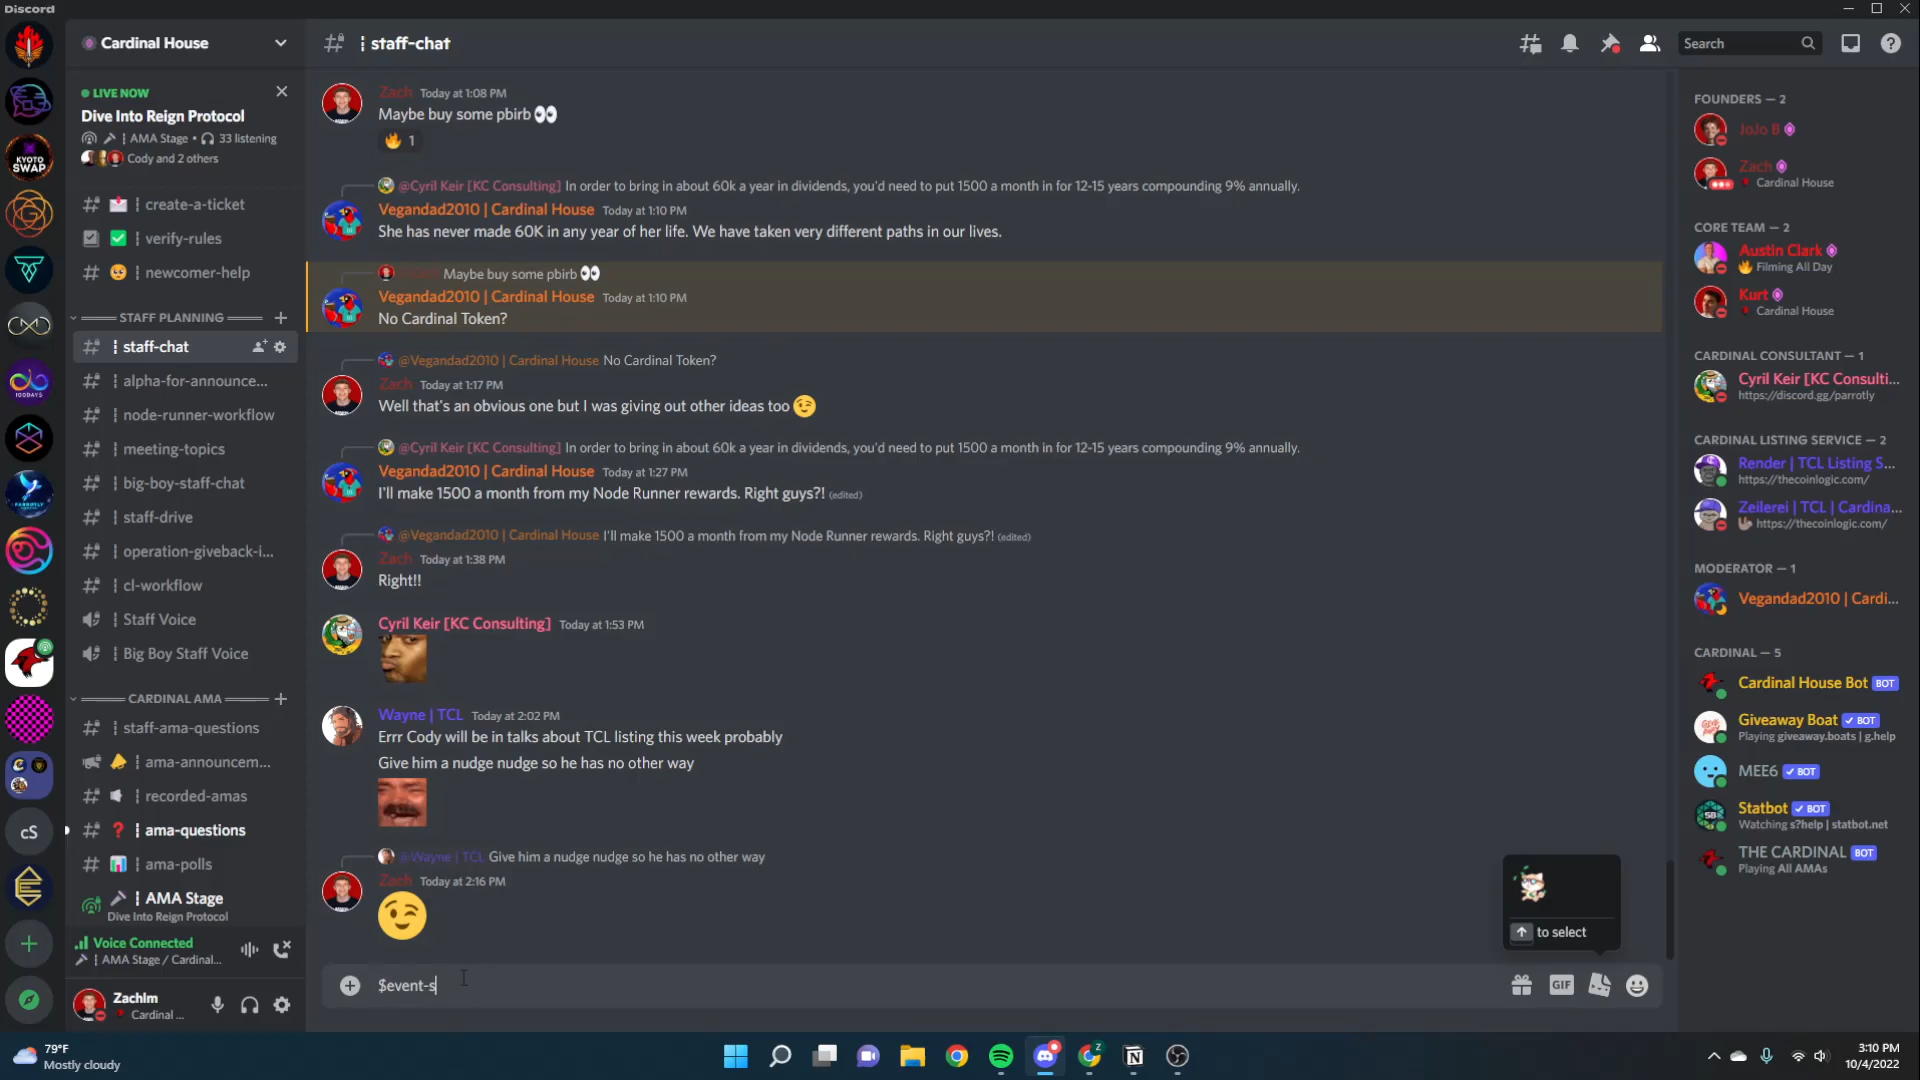 Discord
Cardinal House
LIVE NOW
Dive Into Reign Protocol
¦ AMA Stage • 33 listening
Cody and 2 others
¦ create-a-ticket
¦ verify-rules
¦ newcomer-help
STAFF PLANNING
¦ staff-chat
¦ alpha-for-announce...
¦ node-runner-workflow
¦ meeting-topics
¦ big-boy-staff-chat
¦ staff-drive
¦ operation-giveback-i...
¦ cl-workflow
¦ Staff Voice
¦ Big Boy Staff Voice
CARDINAL AMA
¦ staff-ama-questions
¦ ama-announcem...
¦ recorded-amas
¦ ama-questions
¦ ama-polls
¦ AMA Stage
Dive Into Reign Protocol
Voice Connected
¦ AMA Stage / Cardinal...
Zachlm
Cardinal ...
KYOTO SWAP
100DAYS
PARROTLY
cS
¦ staff-chat
Search
Zach Today at 1:08 PM
Maybe buy some pbirb 👀
🔥 1
@Cyril Keir [KC Consulting] In order to bring in about 60k a year in dividends, you'd need to put 1500 a month in for 12-15 years compounding 9% annually.
Vegandad2010 | Cardinal House Today at 1:10 PM
She has never made 60K in any year of her life. We have taken very different paths in our lives.
Maybe buy some pbirb 👀
Vegandad2010 | Cardinal House Today at 1:10 PM
No Cardinal Token?
@Vegandad2010 | Cardinal House No Cardinal Token?
Zach Today at 1:17 PM
Well that's an obvious one but I was giving out other ideas too 😉
@Cyril Keir [KC Consulting] In order to bring in about 60k a year in dividends, you'd need to put 1500 a month in for 12-15 years compounding 9% annually.
Vegandad2010 | Cardinal House Today at 1:27 PM
I'll make 1500 a month from my Node Runner rewards. Right guys?! (edited)
@Vegandad2010 | Cardinal House I'll make 1500 a month from my Node Runner rewards. Right guys?! (edited)
Zach Today at 1:38 PM
Right!!
Cyril Keir [KC Consulting] Today at 1:53 PM
Wayne | TCL Today at 2:02 PM
Errr Cody will be in talks about TCL listing this week probably
Give him a nudge nudge so he has no other way
@Wayne | TCL Give him a nudge nudge so he has no other way
Zach Today at 2:16 PM
😉
to select
$event-s
GIF
FOUNDERS — 2
JoJo B
Zach
Cardinal House
CORE TEAM — 2
Austin Clark
🔥 Filming All Day
Kurt
Cardinal House
CARDINAL CONSULTANT — 1
Cyril Keir [KC Consulti...
https://discord.gg/parrotly
CARDINAL LISTING SERVICE — 2
Render | TCL Listing S...
https://thecoinlogic.com/
Zeilerei | TCL | Cardina...
https://thecoinlogic.com/
MODERATOR — 1
Vegandad2010 | Cardi...
CARDINAL — 5
Cardinal House Bot BOT
Giveaway Boat ✓ BOT
Playing giveaway.boats | g.help
MEE6 ✓ BOT
Statbot ✓ BOT
Watching s?help | statbot.net
THE CARDINAL BOT
Playing All AMAs
79°F
Mostly cloudy
3:10 PM
10/4/2022